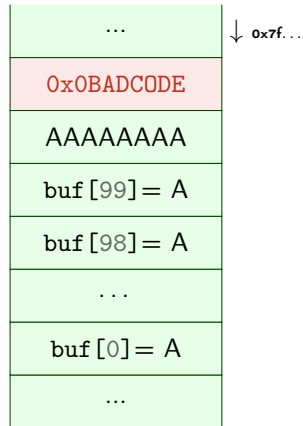 ...
↓ 0x7f...
0x0BADCODE
AAAAAAAA
buf[99]= A
buf[98]= A
...
buf[0]= A
...